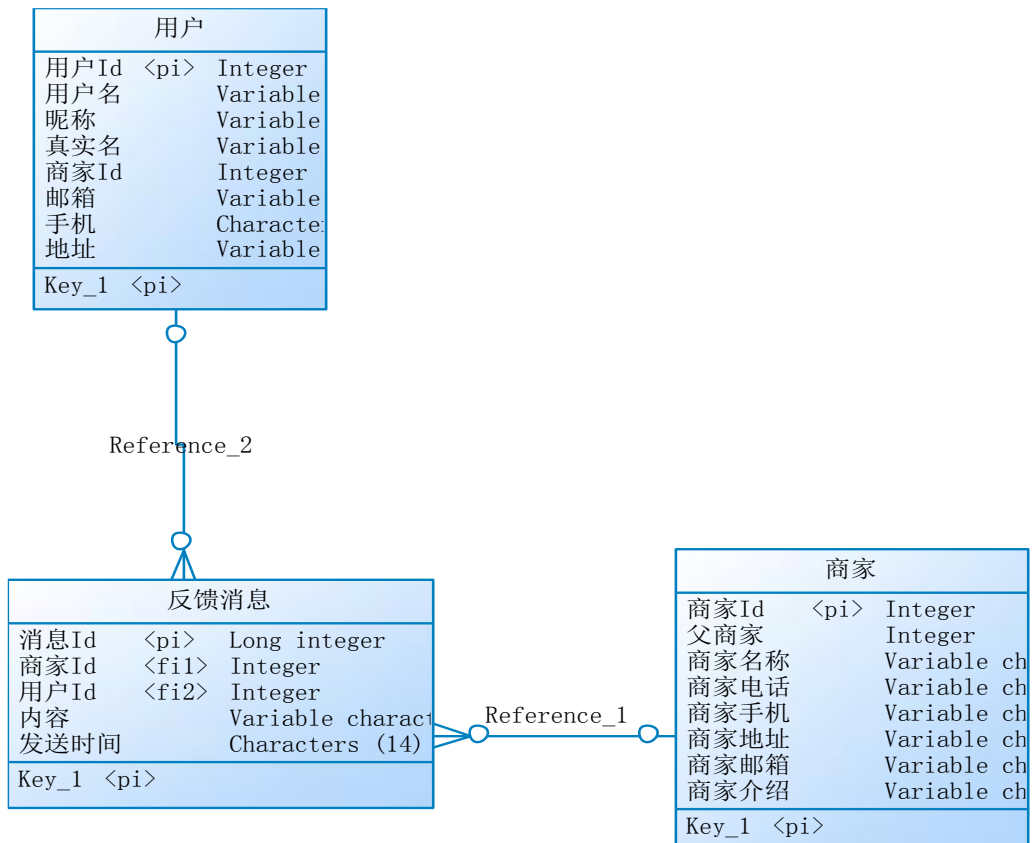 用户
用户Id <pi> Integer
用户名 Variable
昵称 Variable
真实名 Variable
商家Id Integer
邮箱 Variable
手机 Characte
地址 Variable
Key_1 <pi>
Reference_2
反馈消息
消息Id <pi> Long integer
商家Id <fi1> Integer
用户Id <fi2> Integer
内容 Variable charact
发送时间 Characters (14)
Key_1 <pi>
Reference_1
商家
商家Id <pi> Integer
父商家 Integer
商家名称 Variable ch
商家电话 Variable ch
商家手机 Variable ch
商家地址 Variable ch
商家邮箱 Variable ch
商家介绍 Variable ch
Key_1 <pi>